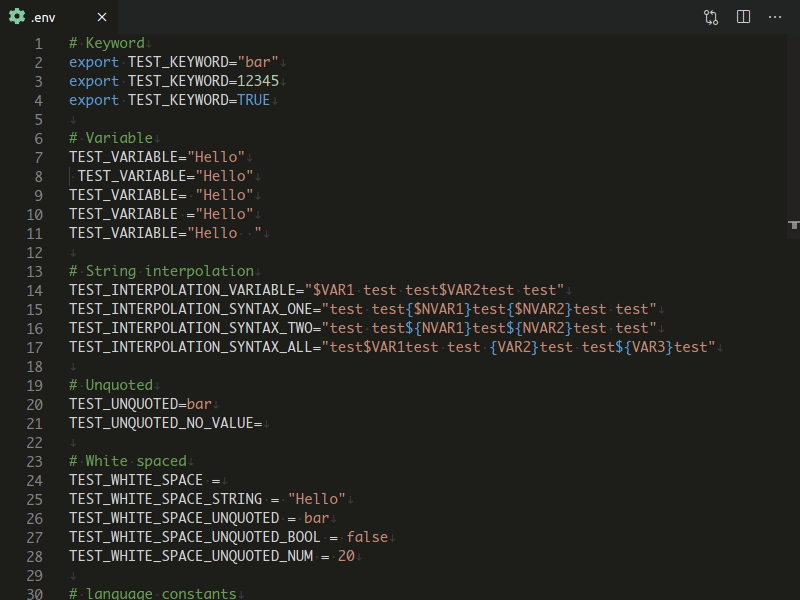 .env
1 # Keyword
2 export TEST_KEYWORD="bar"
3 export TEST_KEYWORD=12345
4 export TEST_KEYWORD=TRUE
5
6 # Variable
7 TEST_VARIABLE="Hello"
8  TEST_VARIABLE="Hello"
9 TEST_VARIABLE= "Hello"
10 TEST_VARIABLE ="Hello"
11 TEST_VARIABLE="Hello  "
12
13 # String interpolation
14 TEST_INTERPOLATION_VARIABLE="$VAR1 test test$VAR2test test"
15 TEST_INTERPOLATION_SYNTAX_ONE="test test{$NVAR1}test{$NVAR2}test test"
16 TEST_INTERPOLATION_SYNTAX_TWO="test test${NVAR1}test${NVAR2}test test"
17 TEST_INTERPOLATION_SYNTAX_ALL="test$VAR1test test {VAR2}test test${VAR3}test"
18
19 # Unquoted
20 TEST_UNQUOTED=bar
21 TEST_UNQUOTED_NO_VALUE=
22
23 # White spaced
24 TEST_WHITE_SPACE =
25 TEST_WHITE_SPACE_STRING = "Hello"
26 TEST_WHITE_SPACE_UNQUOTED = bar
27 TEST_WHITE_SPACE_UNQUOTED_BOOL = false
28 TEST_WHITE_SPACE_UNQUOTED_NUM = 20
29
30 # language constants